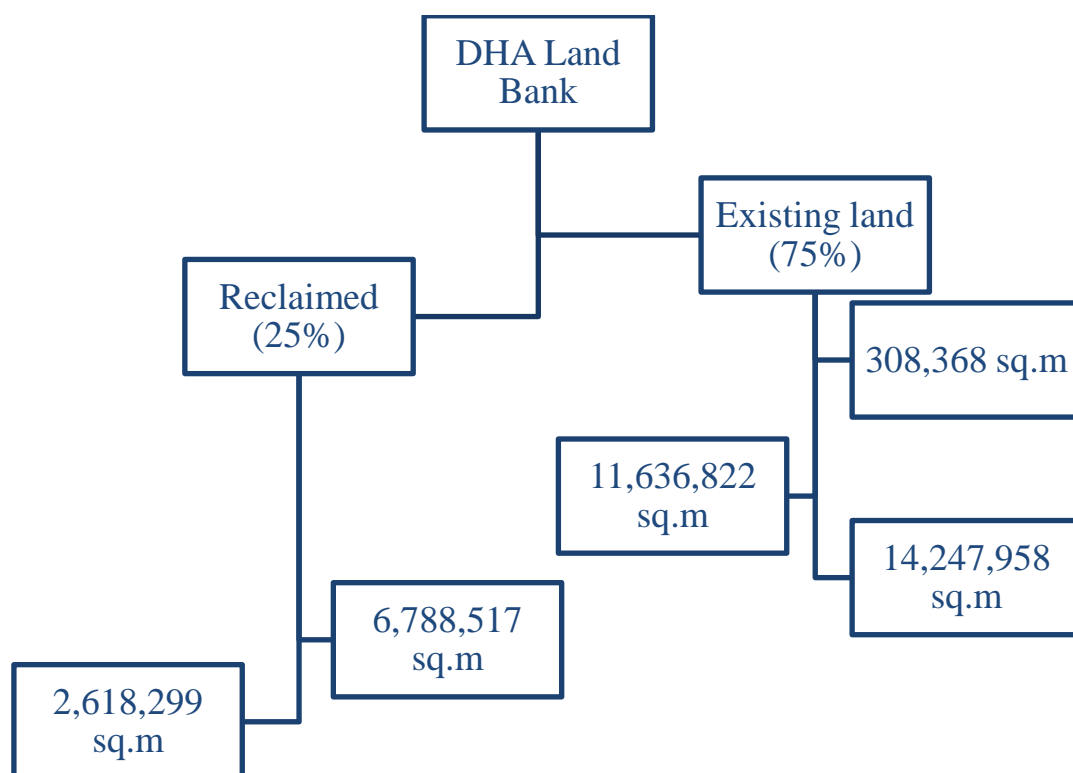 DHA Land
Bank
Existing land
(75%)
Reclaimed
(25%)
308,368 sq.m
11,636,822
sq.m
14,247,958
sq.m
6,788,517
sq.m
2,618,299
sq.m